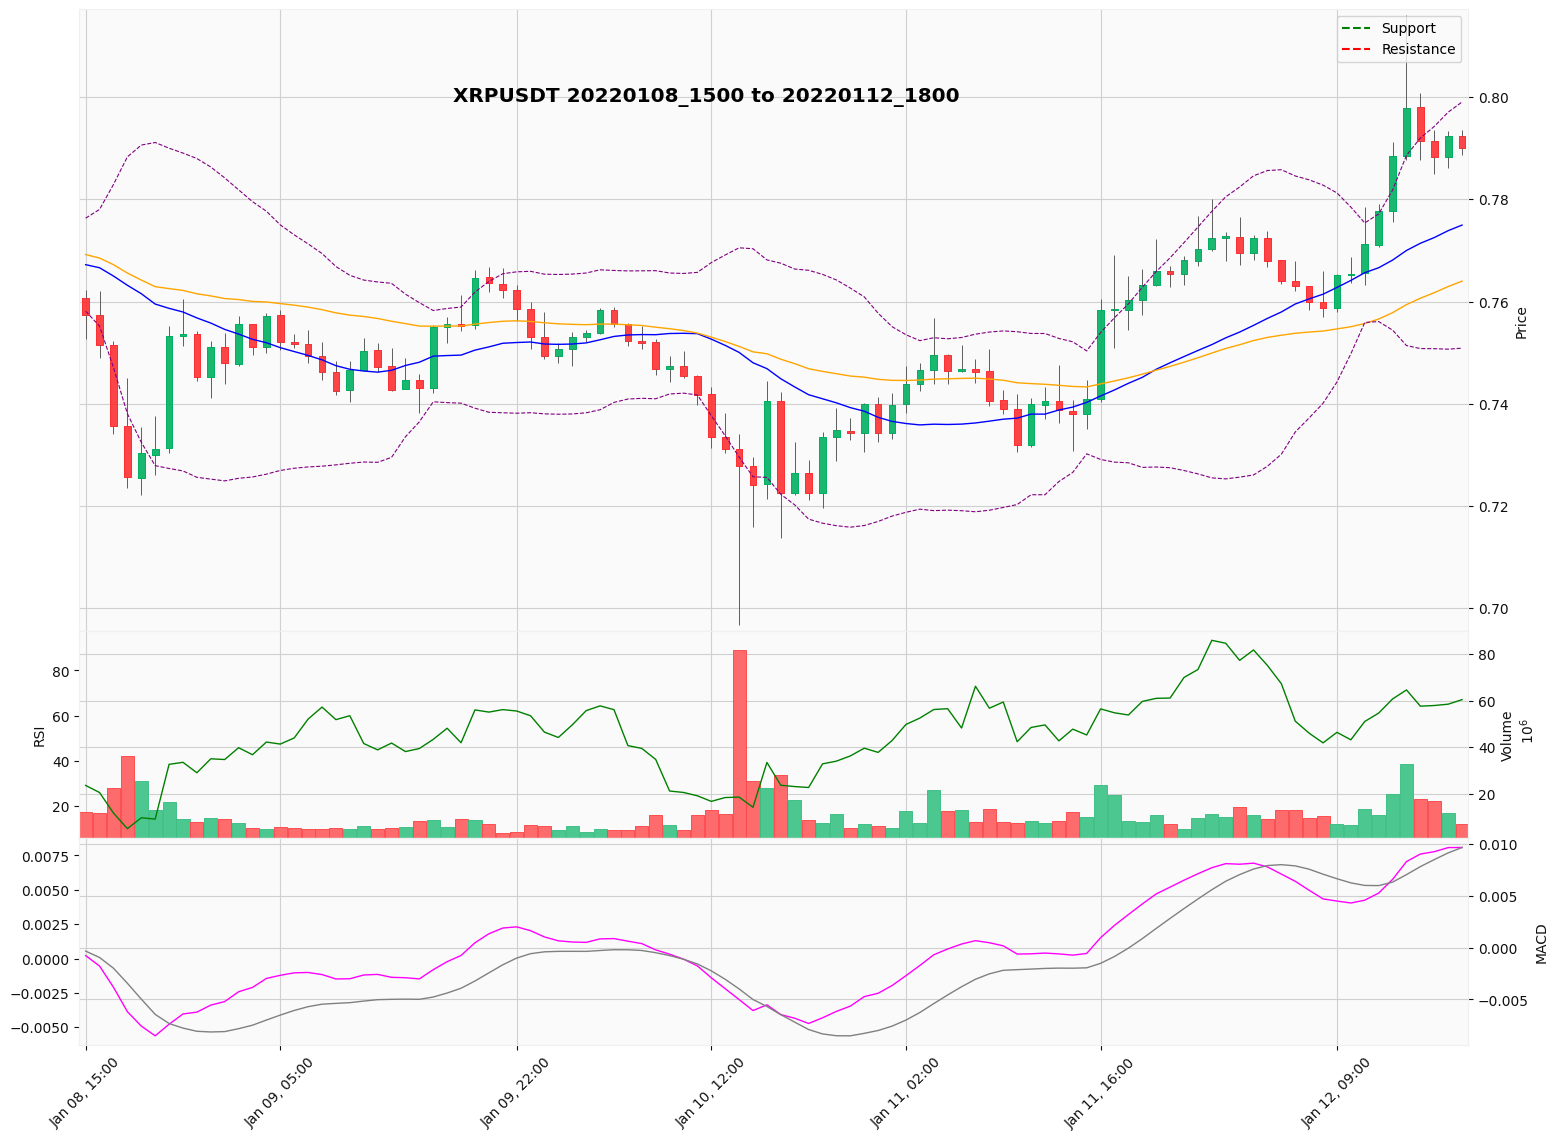 Support
Resistance
XRPUSDT 20220108_1500 to 20220112_1800
0.80
0.78
0.76
0.74
0.72
0.70
Price
80
60
40
20
RSI
80
60
40
20
Volume
10^6
0.0075
0.0050
0.0025
0.0000
−0.0025
−0.0050
0.010
0.005
0.000
−0.005
MACD
Jan 08, 15:00
Jan 09, 05:00
Jan 09, 22:00
Jan 10, 12:00
Jan 11, 02:00
Jan 11, 16:00
Jan 12, 09:00